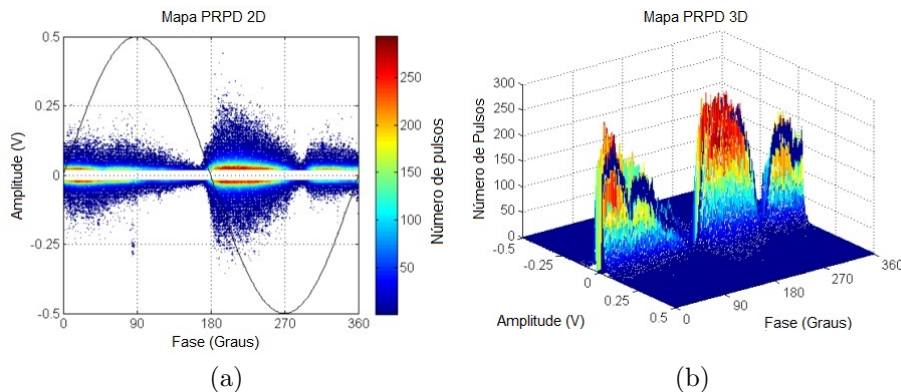 Mapa PRPD 2D
0.5
0.25
0
-0.25
-0.5
Amplitude (V)
0 90 180 270 360
Fase (Graus)
250
200
150
100
50
Número de pulsos
(a)
Mapa PRPD 3D
300
250
200
150
100
50
0
Número de Pulsos
-0.5
-0.25
0
0.25
0.5
Amplitude (V)
0
90
180
270
360
Fase (Graus)
(b)